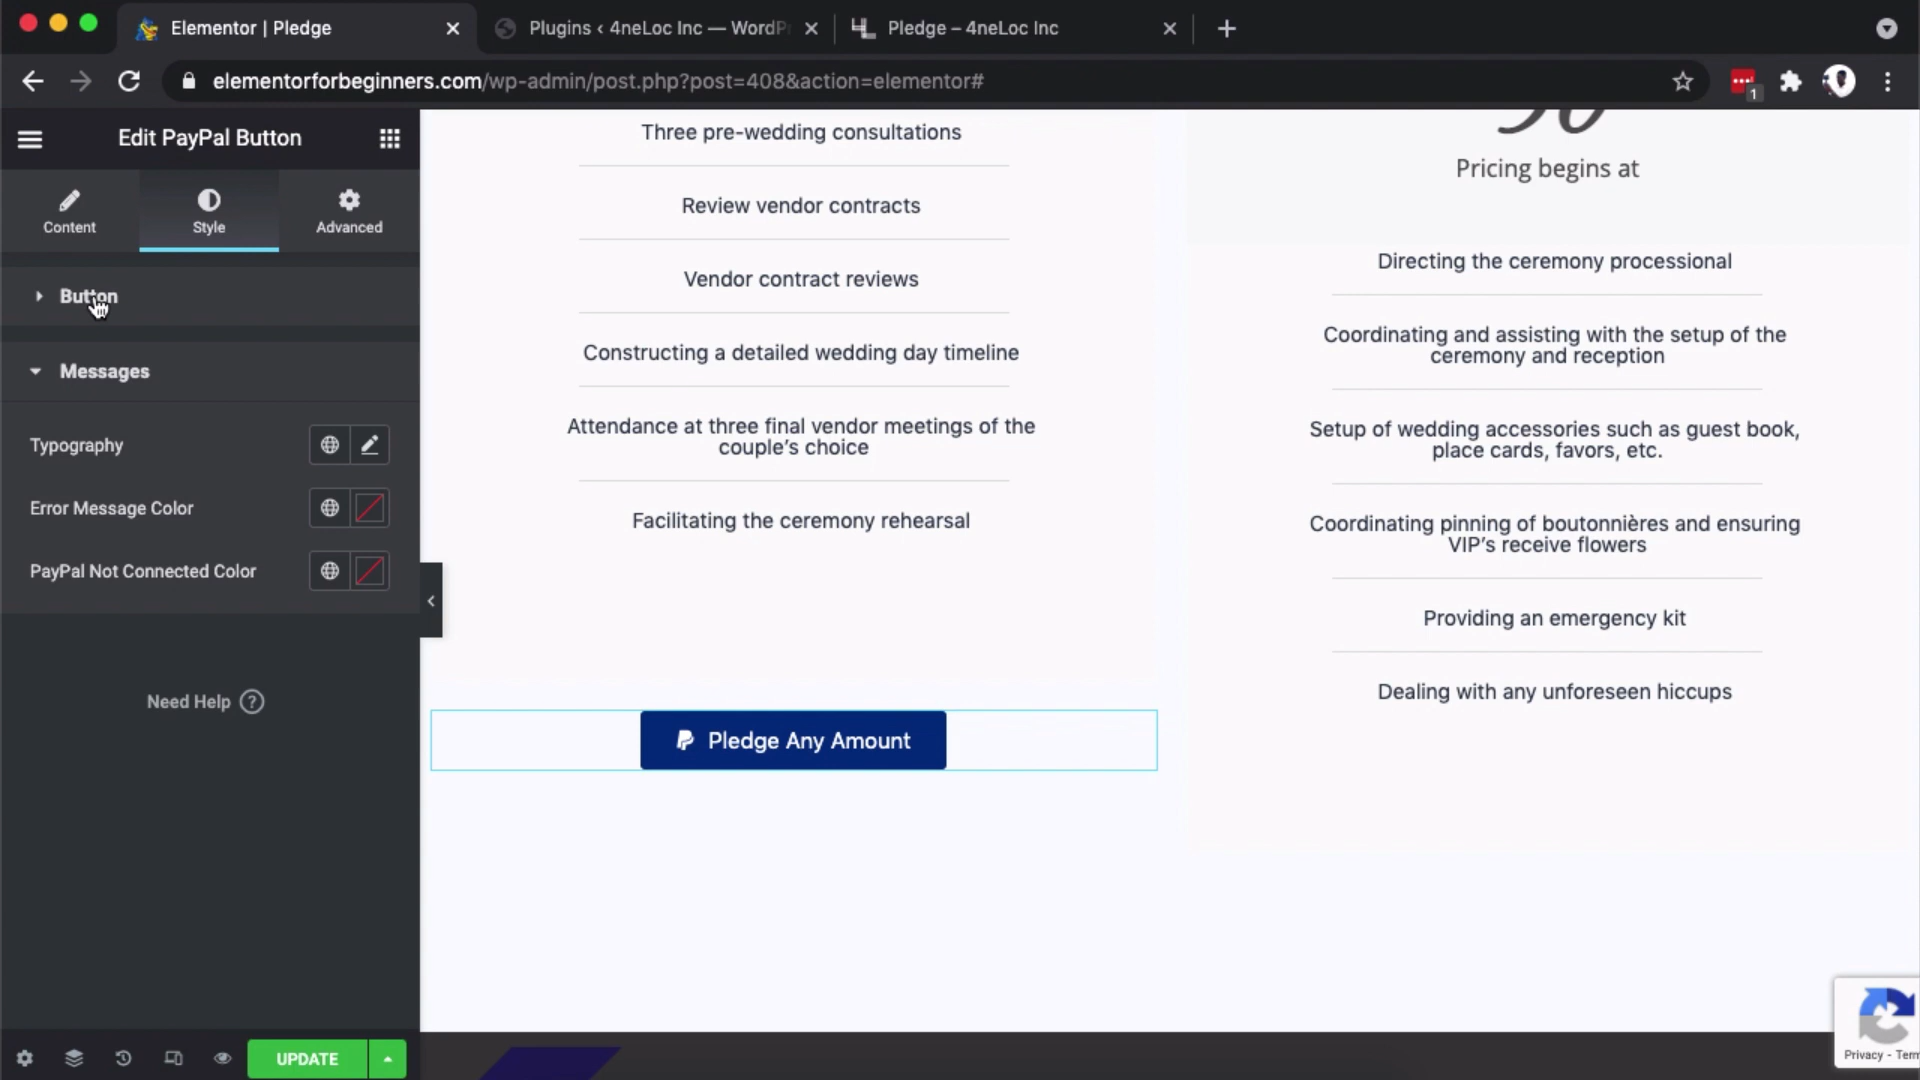 Elementor | Pledge
Plugins ‹ 4neLoc Inc — WordPr
Pledge – 4neLoc Inc
elementorforbeginners.com/wp-admin/post.php?post=408&action=elementor#
1
Edit PayPal Button
Content
Style
Advanced
Button
Messages
Typography
Error Message Color
PayPal Not Connected Color
Need Help
UPDATE
Three pre-wedding consultations
Review vendor contracts
Vendor contract reviews
Constructing a detailed wedding day timeline
Attendance at three final vendor meetings of the
couple’s choice
Facilitating the ceremony rehearsal
Pledge Any Amount
Pricing begins at
Directing the ceremony processional
Coordinating and assisting with the setup of the
ceremony and reception
Setup of wedding accessories such as guest book,
place cards, favors, etc.
Coordinating pinning of boutonnières and ensuring
VIP’s receive flowers
Providing an emergency kit
Dealing with any unforeseen hiccups
Privacy - Term